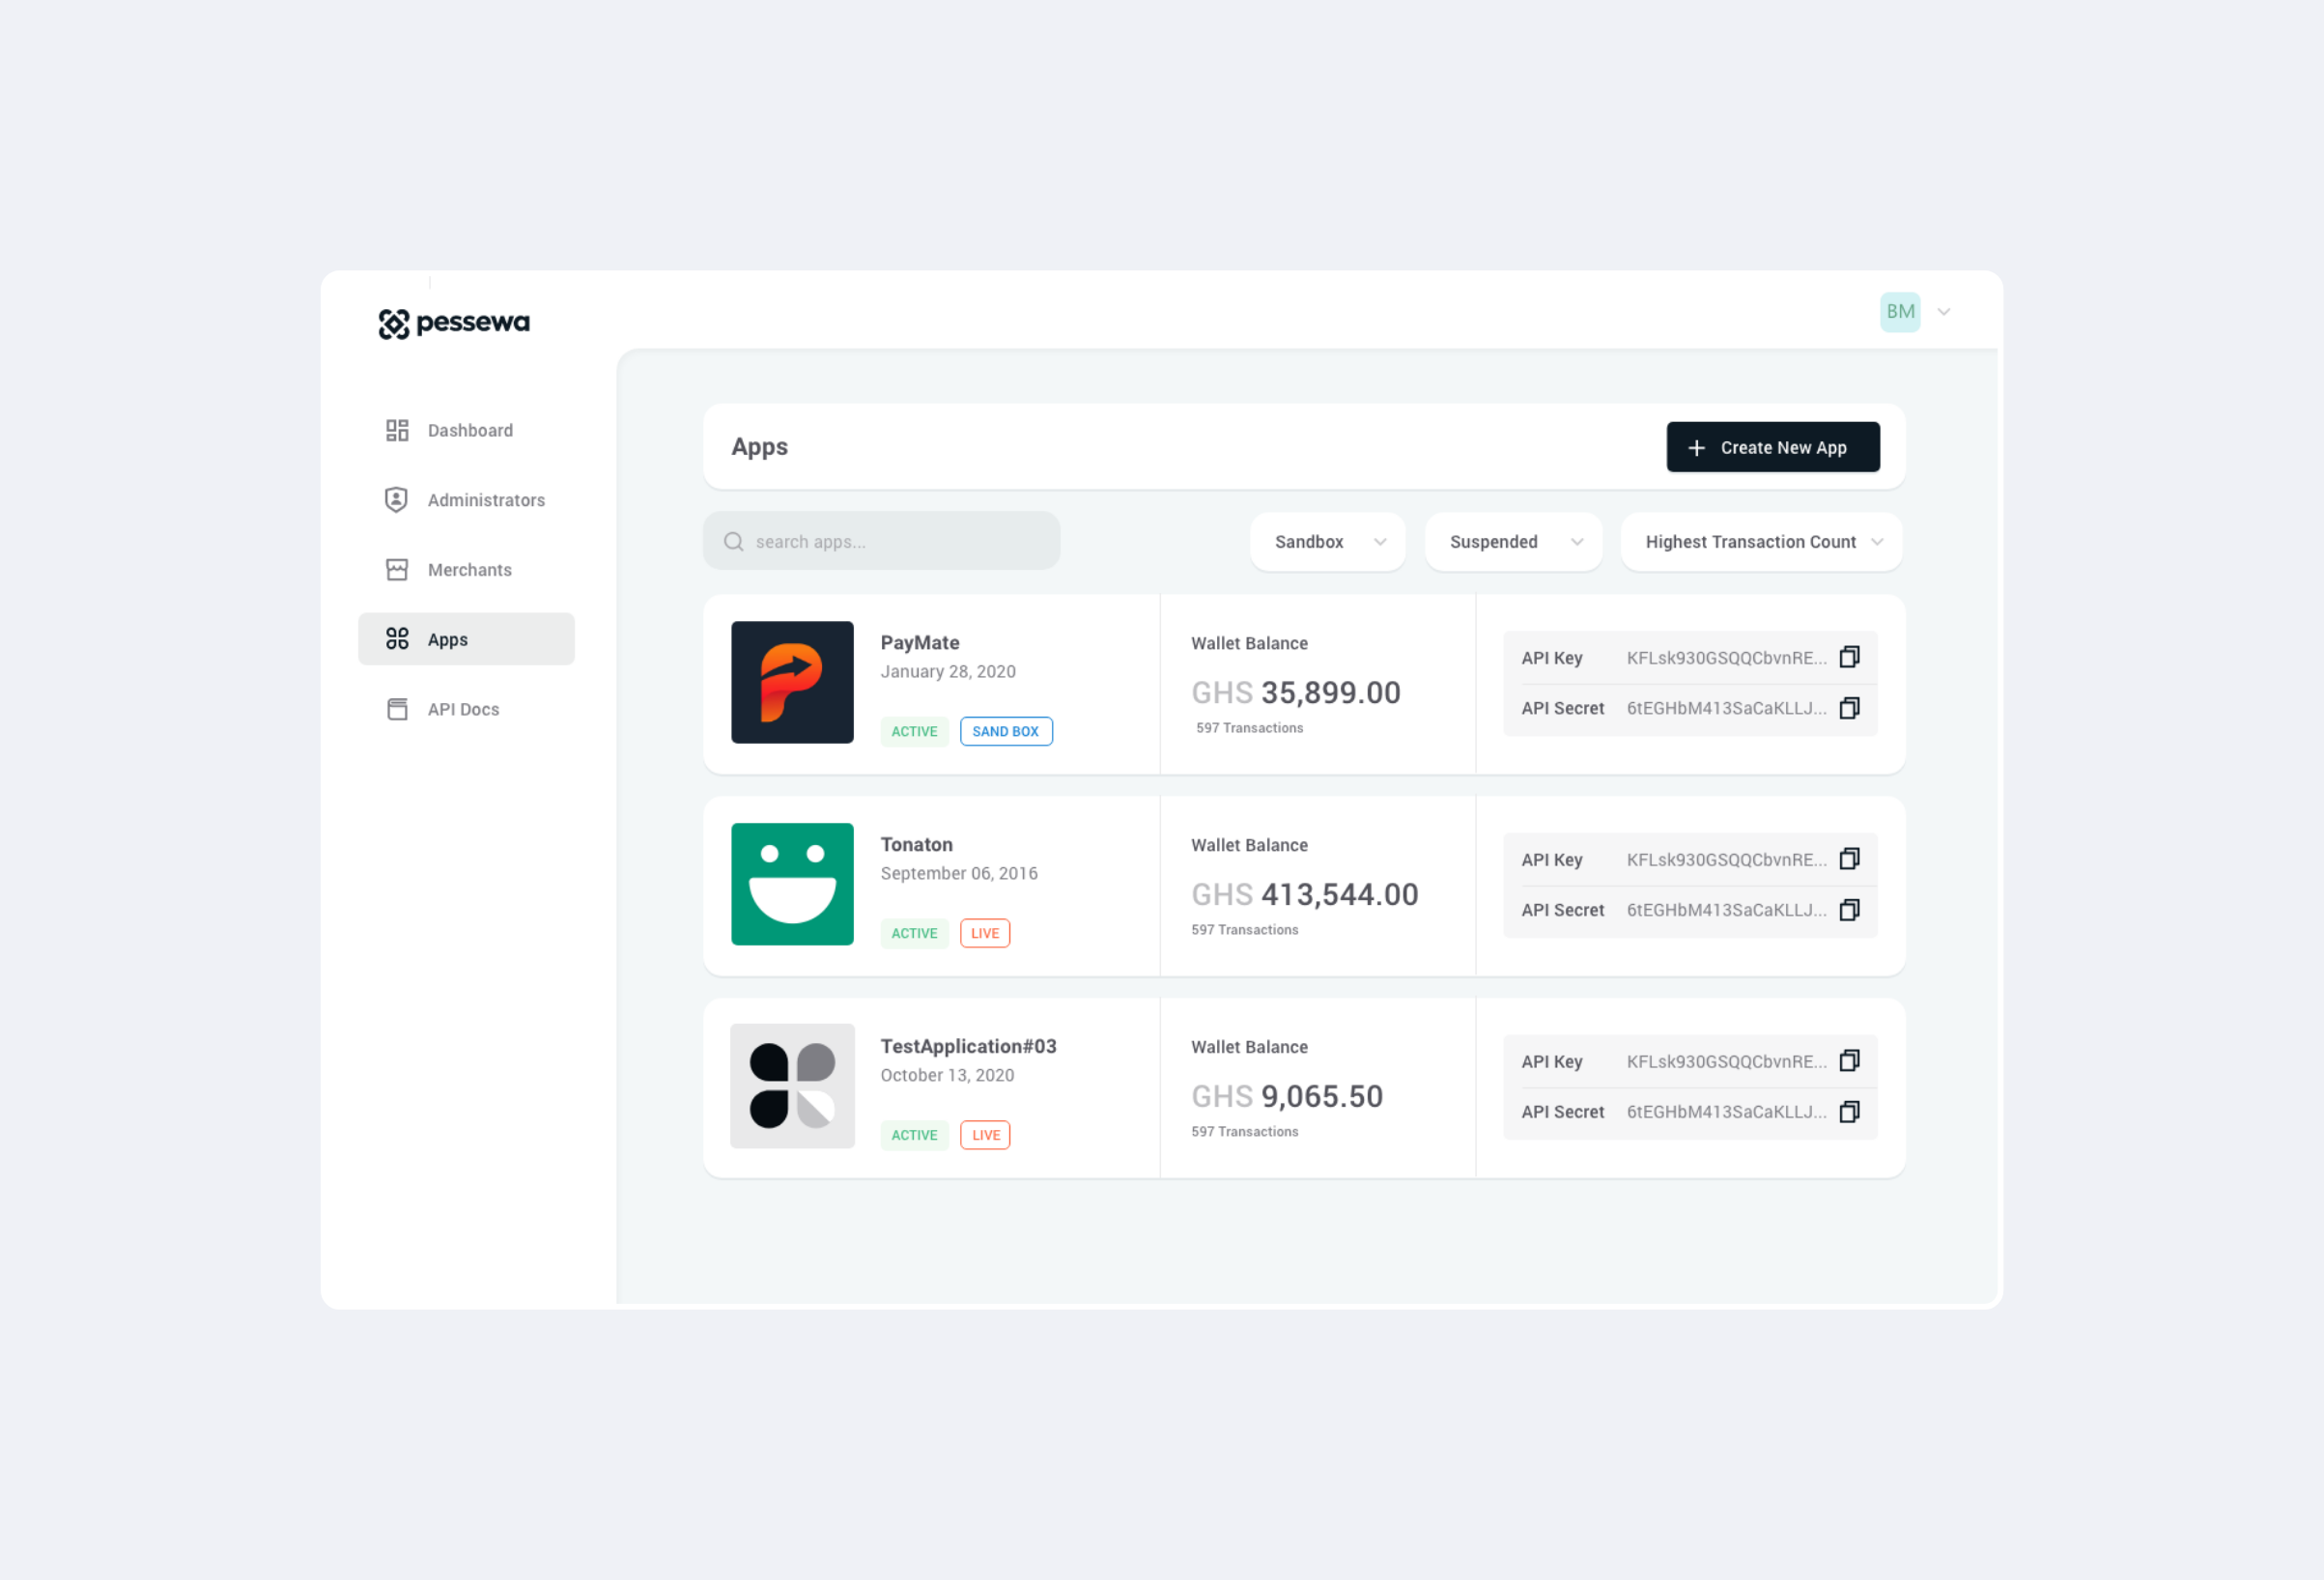 pessewa
BM
Dashboard
Administrators
Merchants
Apps
API Docs
Apps
Create New App
search apps...
Sandbox
Suspended
Highest Transaction Count
PayMate
January 28, 2020
ACTIVE
SAND BOX
Wallet Balance
GHS 35,899.00
597 Transactions
API Key KFLsk930GSQQCbvnRE...
API Secret 6tEGHbM413SaCaKLLJ...
Tonaton
September 06, 2016
ACTIVE
LIVE
Wallet Balance
GHS 413,544.00
597 Transactions
API Key KFLsk930GSQQCbvnRE...
API Secret 6tEGHbM413SaCaKLLJ...
TestApplication#03
October 13, 2020
ACTIVE
LIVE
Wallet Balance
GHS 9,065.50
597 Transactions
API Key KFLsk930GSQQCbvnRE...
API Secret 6tEGHbM413SaCaKLLJ...